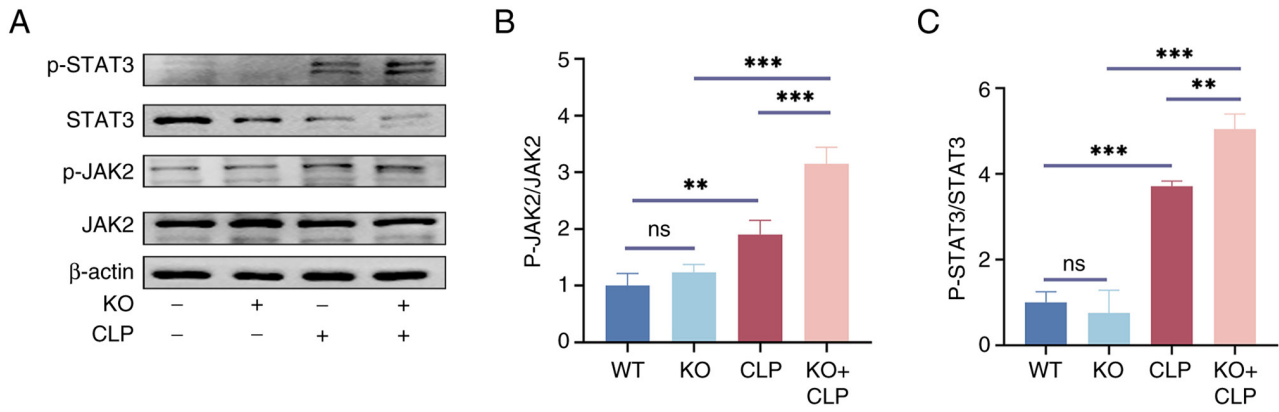 A
p-STAT3
STAT3
p-JAK2
JAK2
β-actin
KO – + – +
CLP – – + +
B
P-JAK2/JAK2
5
4
3
2
1
0
***
***
**
ns
WT KO CLP KO+
CLP
C
P-STAT3/STAT3
6
4
2
0
***
**
***
ns
WT KO CLP KO+
CLP